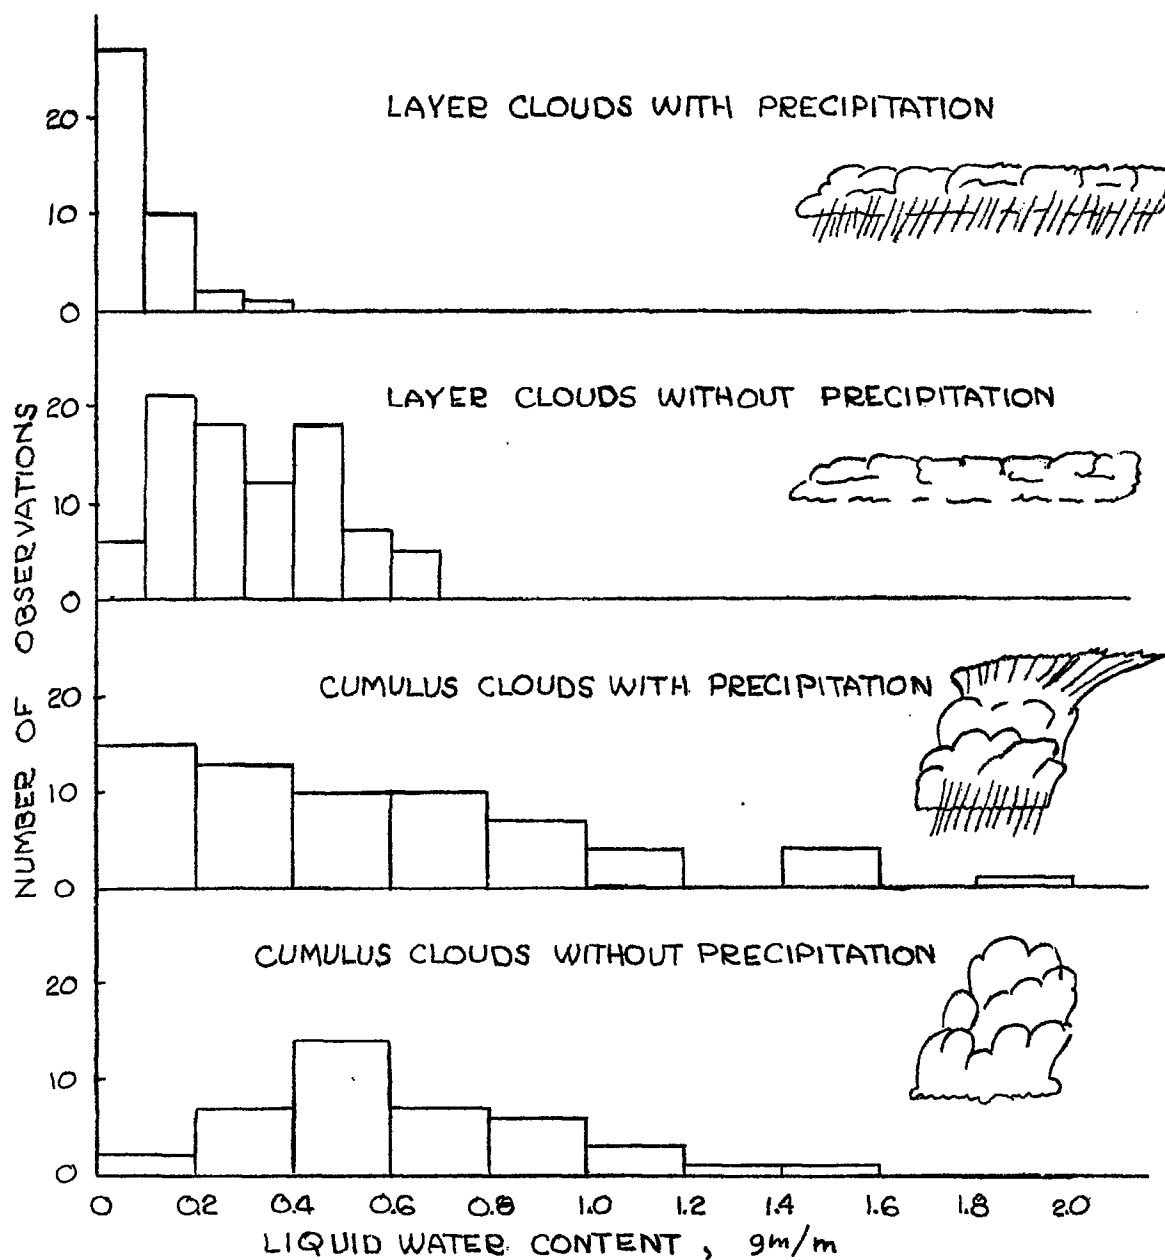 20
LAYER CLOUDS WITH PRECIPITATION
10
0
LAYER CLOUDS WITHOUT PRECIPITATION
20
10
0
CUMULUS CLOUDS WITH PRECIPITATION
20
10
0
CUMULUS CLOUDS WITHOUT PRECIPITATION
20
10
0
NUMBER OF OBSERVATIONS
0 0.2 0.4 0.6 0.8 1.0 1.2 1.4 1.6 1.8 2.0
LIQUID WATER CONTENT, gm/m